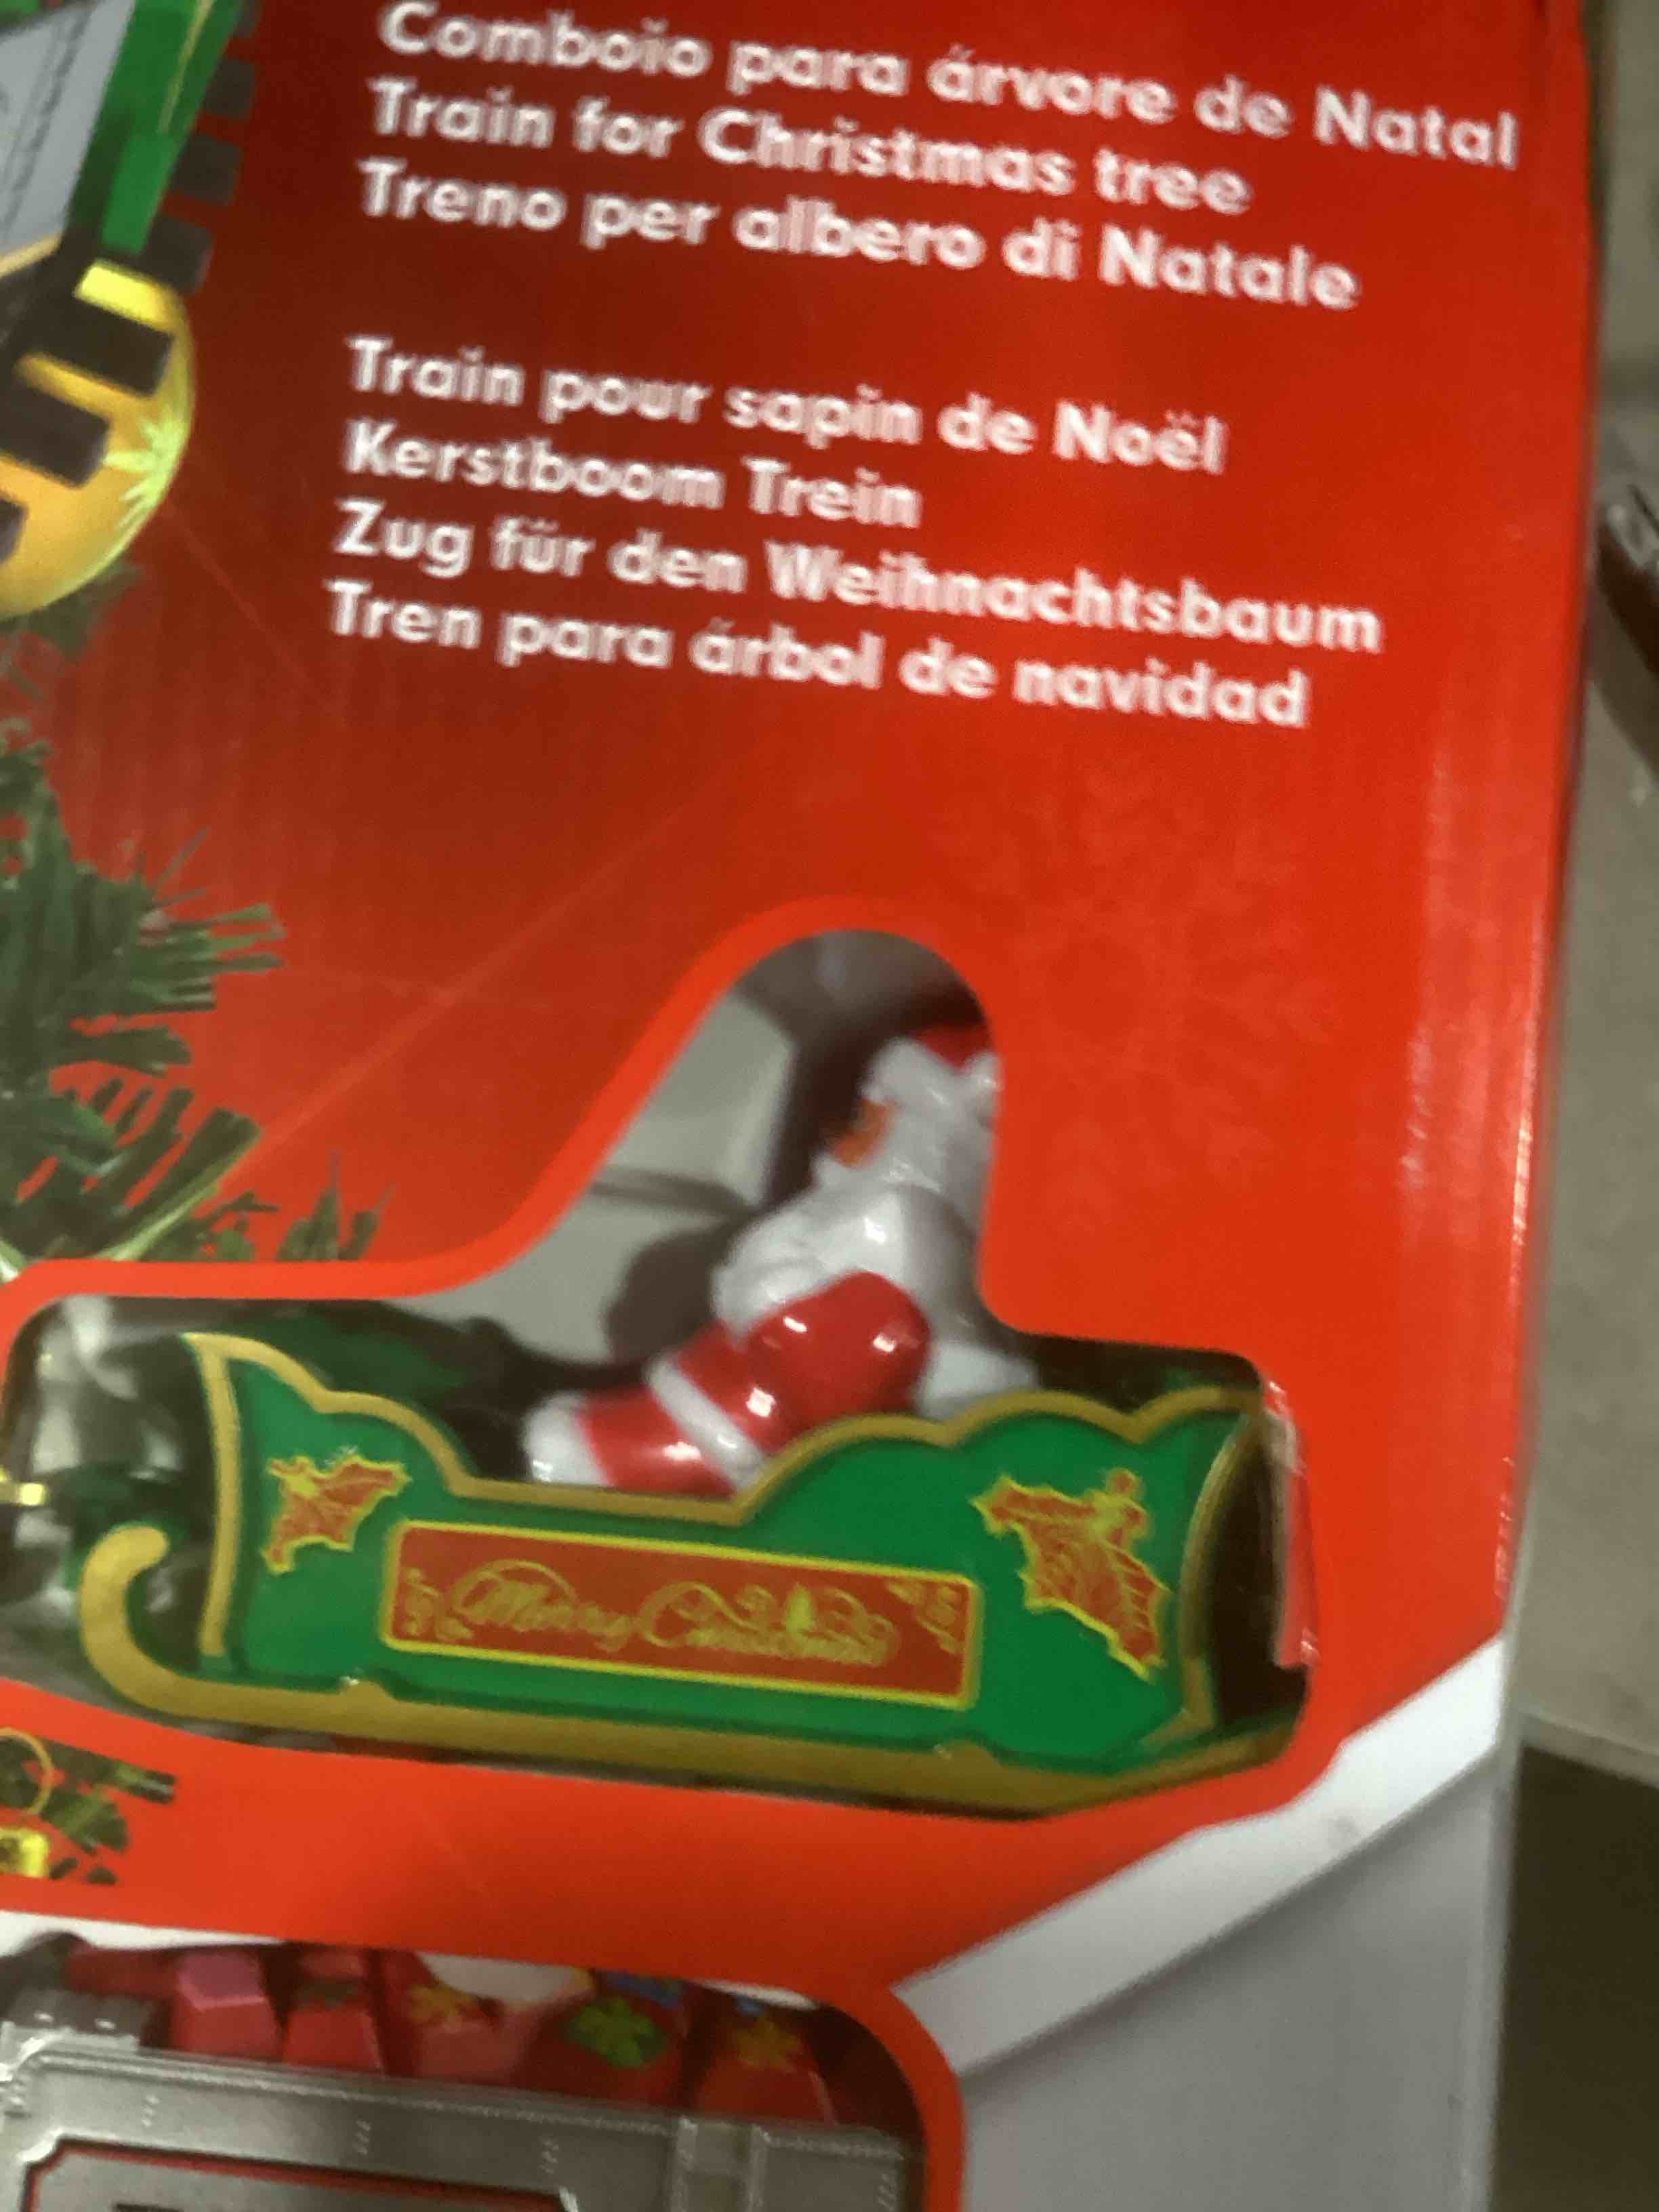 Comboio para árvore de Natal
Train for Christmas tree
Treno per albero di Natale
Train pour sapin de Noël
Kerstboom Trein
Zug für den Weihnachtsbaum
Tren para árbol de navidad
Merry Christmas